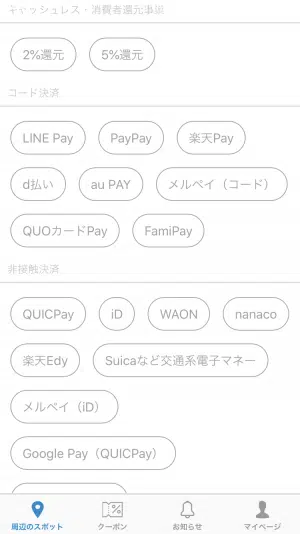 キャッシュレス・消費者還元事業
2%還元 5%還元
コード決済
LINE Pay PayPay 楽天Pay
d払い au PAY メルペイ（コード）
QUOカードPay FamiPay
非接触決済
QUICPay iD WAON nanaco
楽天Edy Suicaなど交通系電子マネー
メルペイ（iD）
Google Pay（QUICPay）
周辺のスポット クーポン お知らせ マイページ